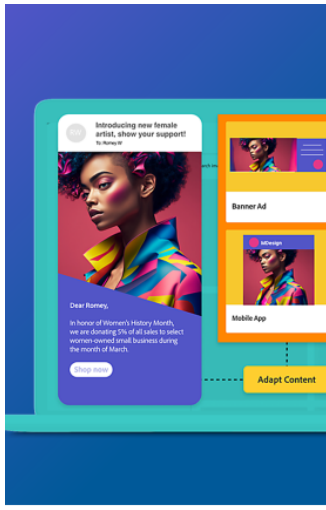 RW
Introducing new female
artist, show your support!
To: Romey W
Dear Romey,
In honor of Women's History Month,
we are donating 5% of all sales to select
women-owned small business during
the month of March.
Shop now
Banner Ad
MDesign
Mobile App
Adapt Content